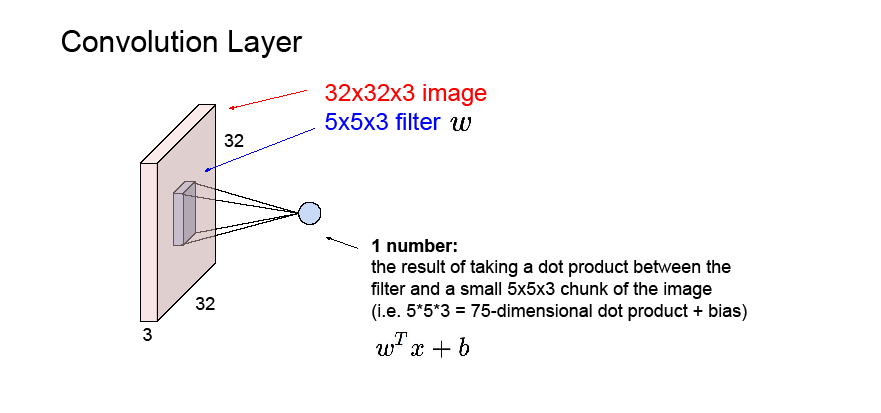 Convolution Layer
32x32x3 image
5x5x3 filter w
32
32
3
1 number:
the result of taking a dot product between the
filter and a small 5x5x3 chunk of the image
(i.e. 5*5*3 = 75-dimensional dot product + bias)
w^T x + b